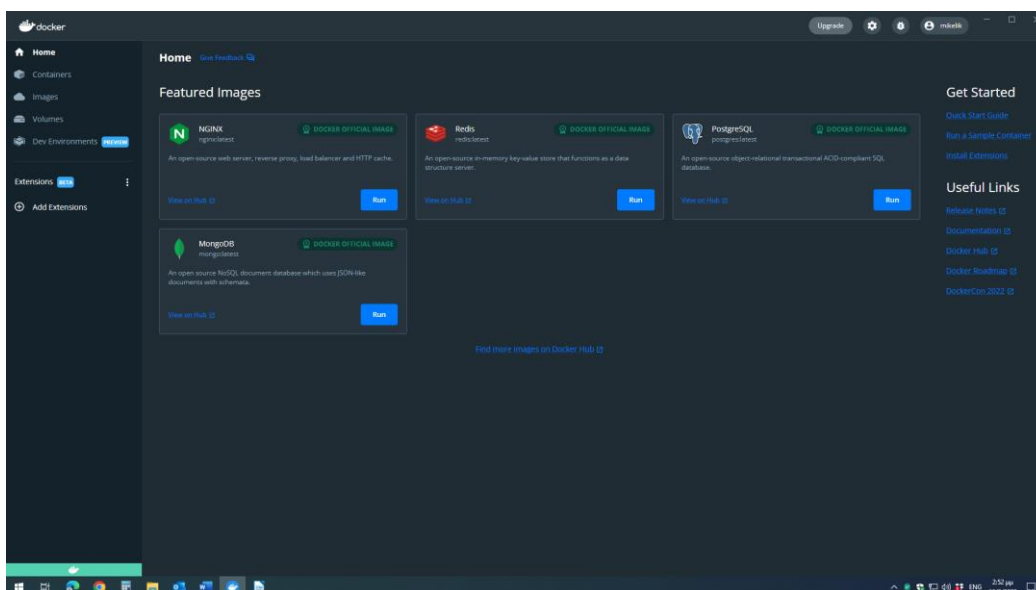 docker
Upgrade
mikelik
Home
Containers
Images
Volumes
Dev Environments PREVIEW
Extensions BETA
Add Extensions
Home Give Feedback
Featured Images
NGINX
nginx:latest
DOCKER OFFICIAL IMAGE
An open-source web server, reverse proxy, load balancer and HTTP cache.
View on Hub
Run
Redis
redis:latest
DOCKER OFFICIAL IMAGE
An open-source in-memory key-value store that functions as a data
structure server.
View on Hub
Run
PostgreSQL
postgres:latest
DOCKER OFFICIAL IMAGE
An open-source object-relational transactional ACID-compliant SQL
database.
View on Hub
Run
MongoDB
mongo:latest
DOCKER OFFICIAL IMAGE
An open source NoSQL document database which uses JSON-like
documents with schemata.
View on Hub
Run
Find more images on Docker Hub
Get Started
Quick Start Guide
Run a Sample Container
Install Extensions
Useful Links
Release Notes
Documentation
Docker Hub
Docker Roadmap
DockerCon 2022
ENG
2:52 μμ